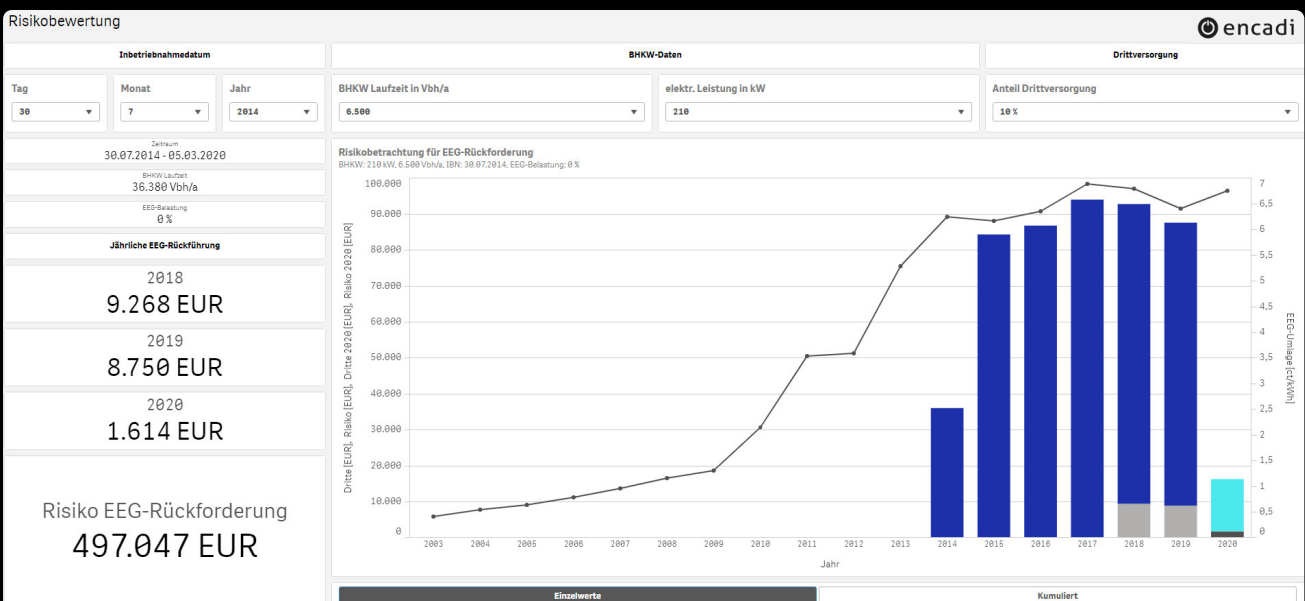 Risikobewertung
encadi
Inbetriebnahmedatum
BHKW-Daten
Drittversorgung
Tag
Monat
Jahr
BHKW Laufzeit in Vbh/a
elektr. Leistung in kW
Anteil Drittversorgung
30
7
2014
6.500
210
10 %
Zeitraum
30.07.2014 - 05.03.2020
BHKW Laufzeit
36.380 Vbh/a
EEG-Belastung
0 %
Jährliche EEG-Rückführung
2018
9.268 EUR
2019
8.750 EUR
2020
1.614 EUR
Risiko EEG-Rückforderung
497.047 EUR
Risikobetrachtung für EEG-Rückforderung
BHKW: 210 kW, 6.500 Vbh/a, IBN: 30.07.2014, EEG-Belastung: 0 %
Dritte [EUR], Risiko [EUR], Dritte 2020 [EUR], Risiko 2020 [EUR]
100.000
90.000
80.000
70.000
60.000
50.000
40.000
30.000
20.000
10.000
0
7
6,5
6
5,5
5
4,5
4
3,5
3
2,5
2
1,5
1
0,5
0
EEG-Umlage [ct/kWh]
2003 2004 2005 2006 2007 2008 2009 2010 2011 2012 2013 2014 2015 2016 2017 2018 2019 2020
Jahr
Einzelwerte
Kumuliert